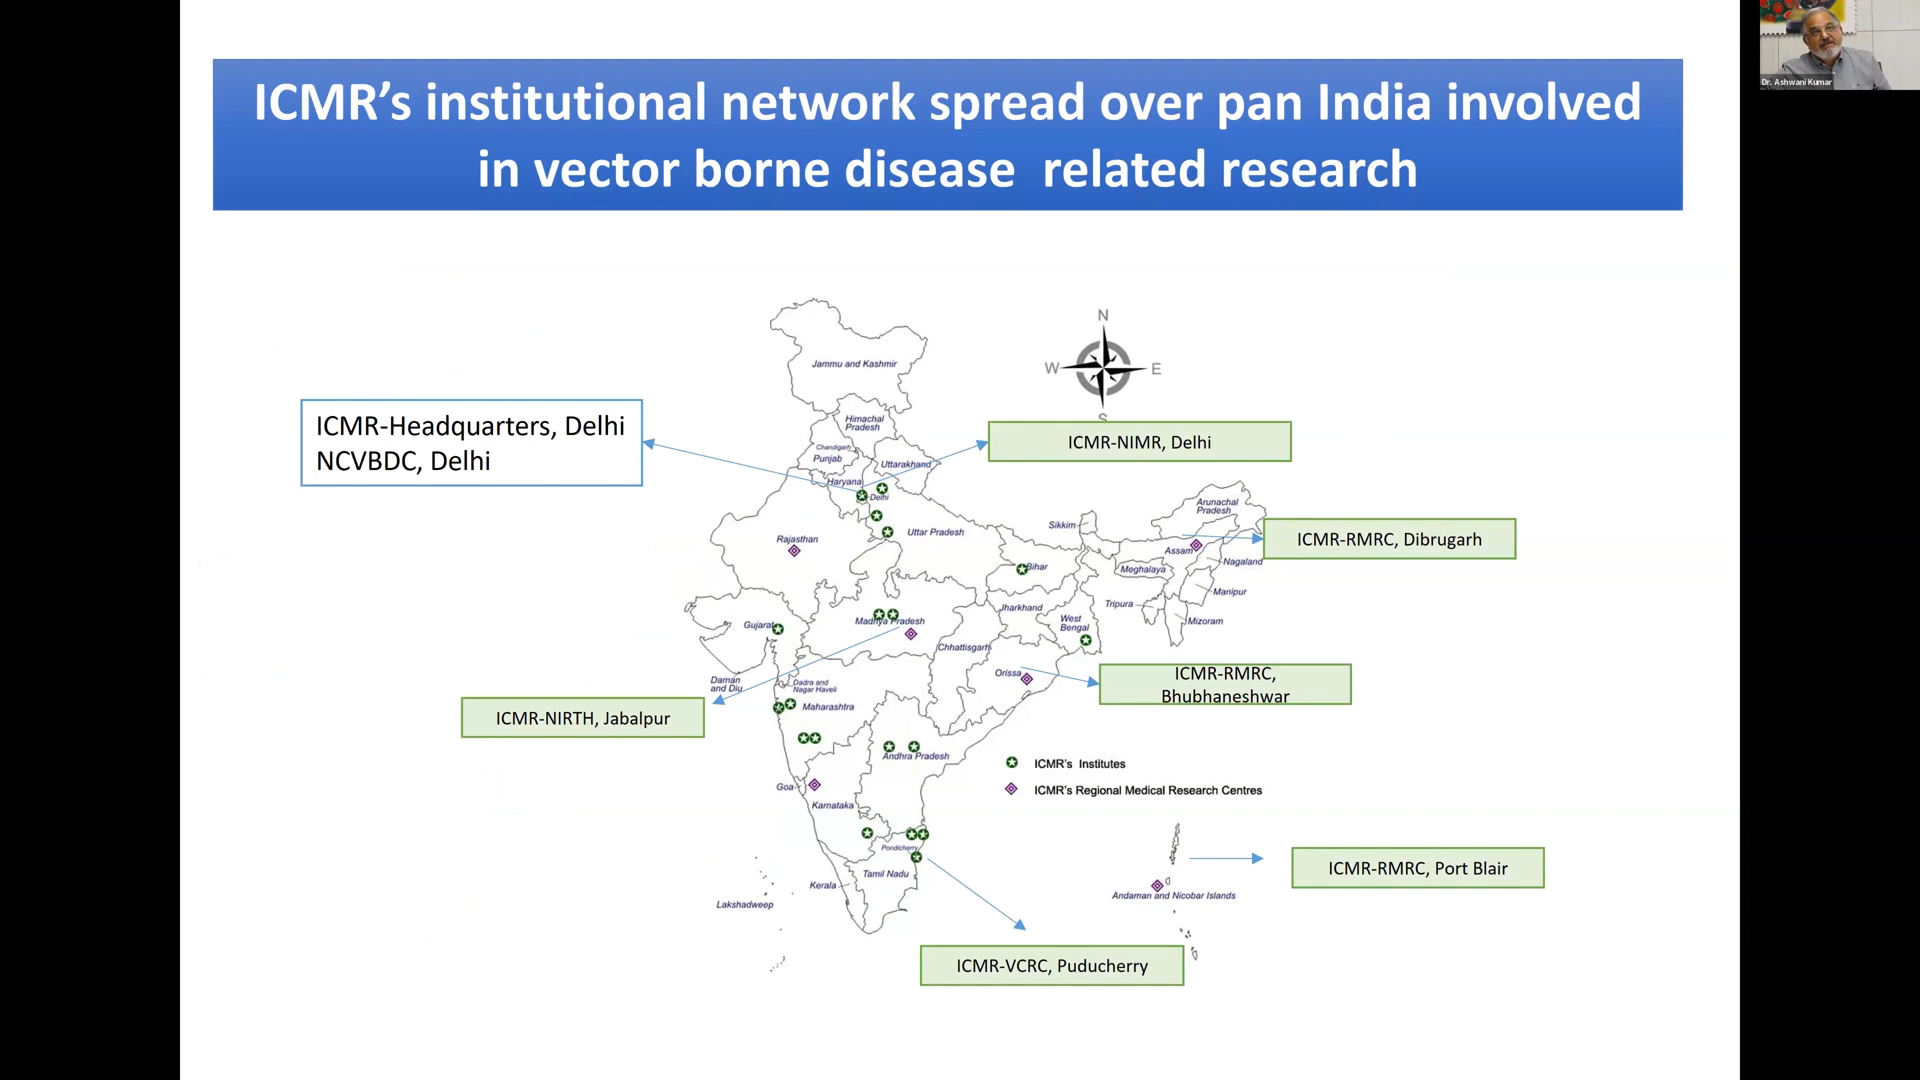 ICMR's institutional network spread over pan India involved
in vector borne disease  related research
Dr. Ashwani Kumar
N
W
E
S
Jammu and Kashmir
ICMR-Headquarters, Delhi
NCVBDC, Delhi
Himachal
Pradesh
ICMR-NIMR, Delhi
Chandigarh
Punjab
Uttarakhand
Haryana
Delhi
Arunachal
Pradesh
Sikkim
Rajasthan
Uttar Pradesh
ICMR-RMRC, Dibrugarh
Assam
Nagaland
Bihar
Meghalaya
Manipur
Jharkhand
Tripura
Gujarat
Madhya Pradesh
West
Bengal
Mizoram
Chhattisgarh
Orissa
ICMR-RMRC,
Bhubhaneshwar
Daman
and Diu
Dadra and
Nagar Haveli
Maharashtra
ICMR-NIRTH, Jabalpur
Andhra Pradesh
ICMR's Institutes
Goa
ICMR's Regional Medical Research Centres
Karnataka
Pondicherry
Tamil Nadu
ICMR-RMRC, Port Blair
Kerala
Andaman and Nicobar Islands
Lakshadweep
ICMR-VCRC, Puducherry